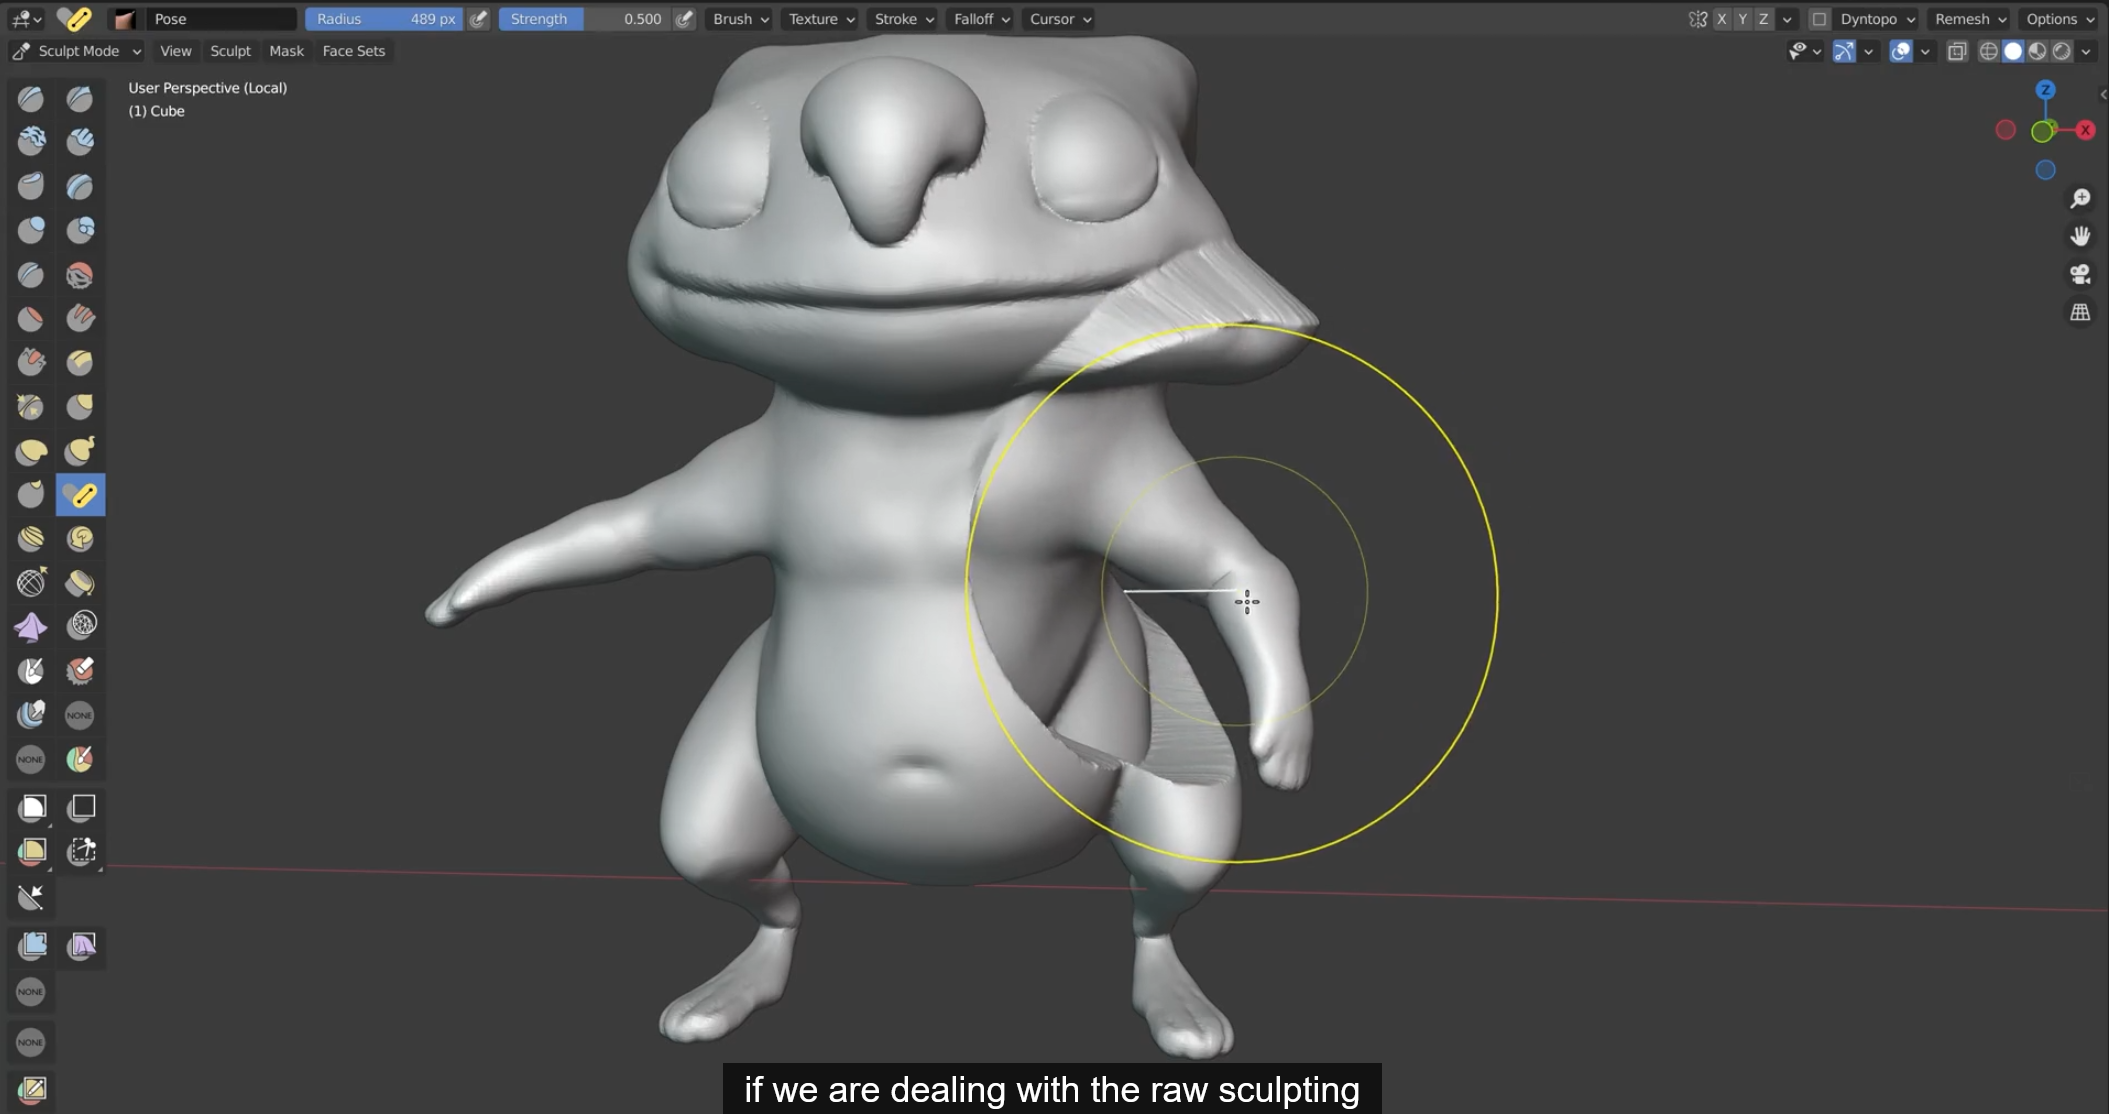 Pose Radius 489 px Strength 0.500 Brush Texture Stroke Falloff Cursor X Y Z Dyntopo Remesh Options
Sculpt Mode View Sculpt Mask Face Sets
User Perspective (Local)
(1) Cube
Z
X
NONE
NONE
NONE
NONE
if we are dealing with the raw sculpting